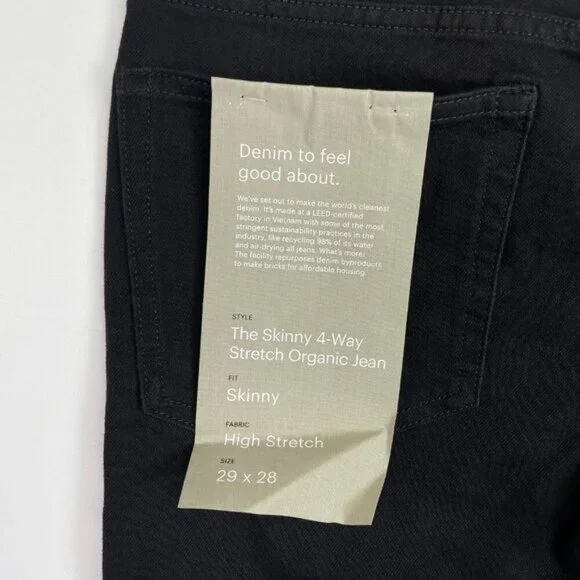 Denim to feel
good about.
We've set out to make the world's cleanest
denim. It's made at a LEED-certified
factory in Vietnam with some of the most
stringent sustainability practices in the
industry, like recycling 98% of its water
and air-drying all jeans. What's more:
The facility repurposes denim byproducts
to make bricks for affordable housing.
STYLE
The Skinny 4-Way
Stretch Organic Jean
FIT
Skinny
FABRIC
High Stretch
SIZE
29 x 28